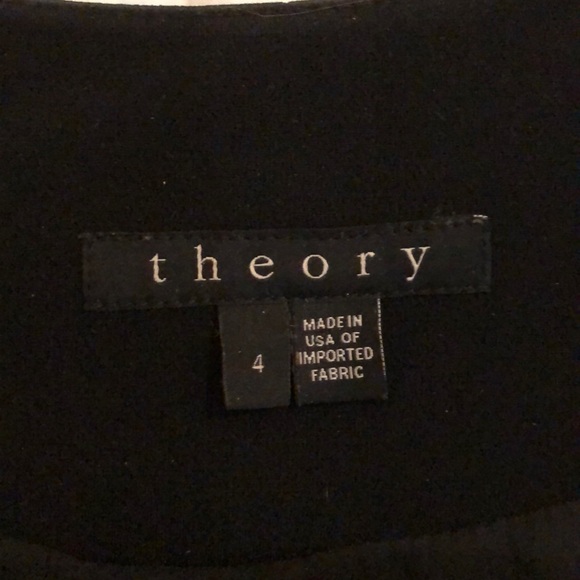 theory
4
MADE IN
USA OF
IMPORTED
FABRIC